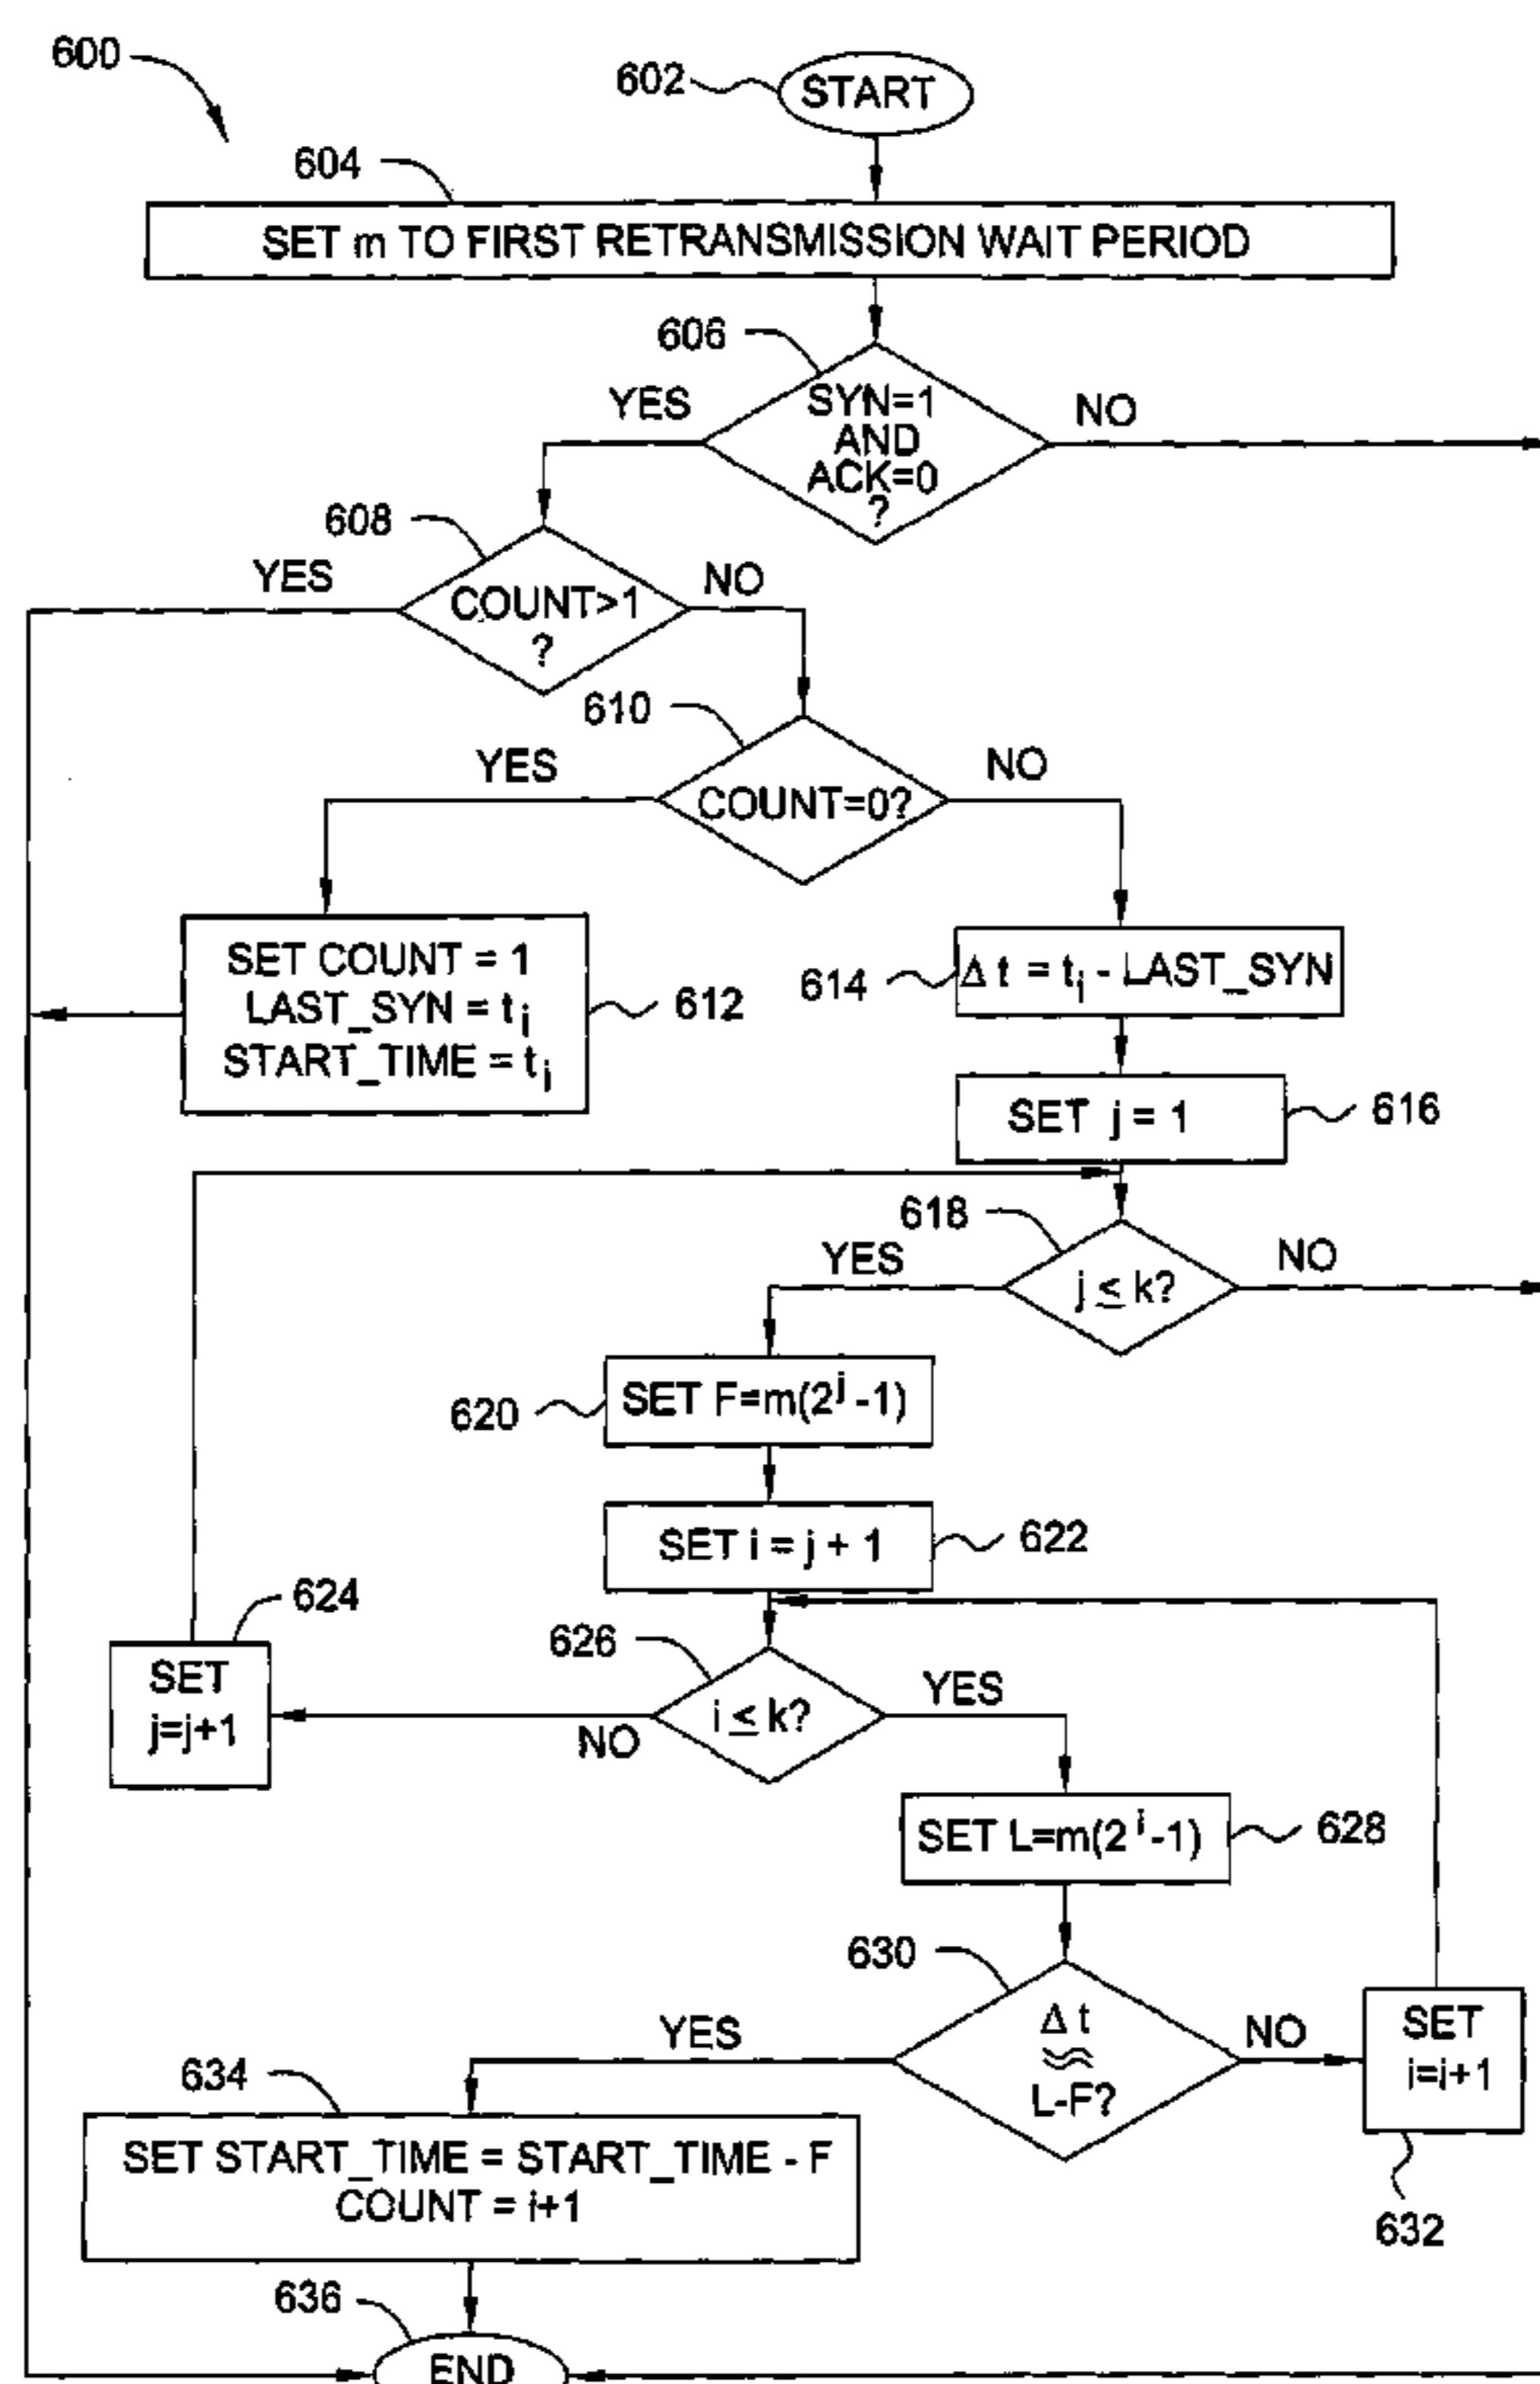 600
602
START
604
SET m TO FIRST RETRANSMISSION WAIT PERIOD
606
SYN=1
AND
ACK=0
?
YES
NO
608
COUNT>1
?
YES
NO
610
COUNT=0?
YES
NO
SET COUNT = 1
LAST_SYN = ti
START_TIME = ti
612
614
Δ t = ti - LAST_SYN
SET j = 1
616
618
j ≤ k?
YES
NO
620
SET F=m(2^j -1)
SET i = j + 1
622
624
SET
j=j+1
626
i ≤ k?
YES
NO
SET L=m(2^i -1)
628
630
Δ t
≈
L-F?
YES
NO
SET
i=i+1
632
634
SET START_TIME = START_TIME - F
COUNT = i+1
636
END